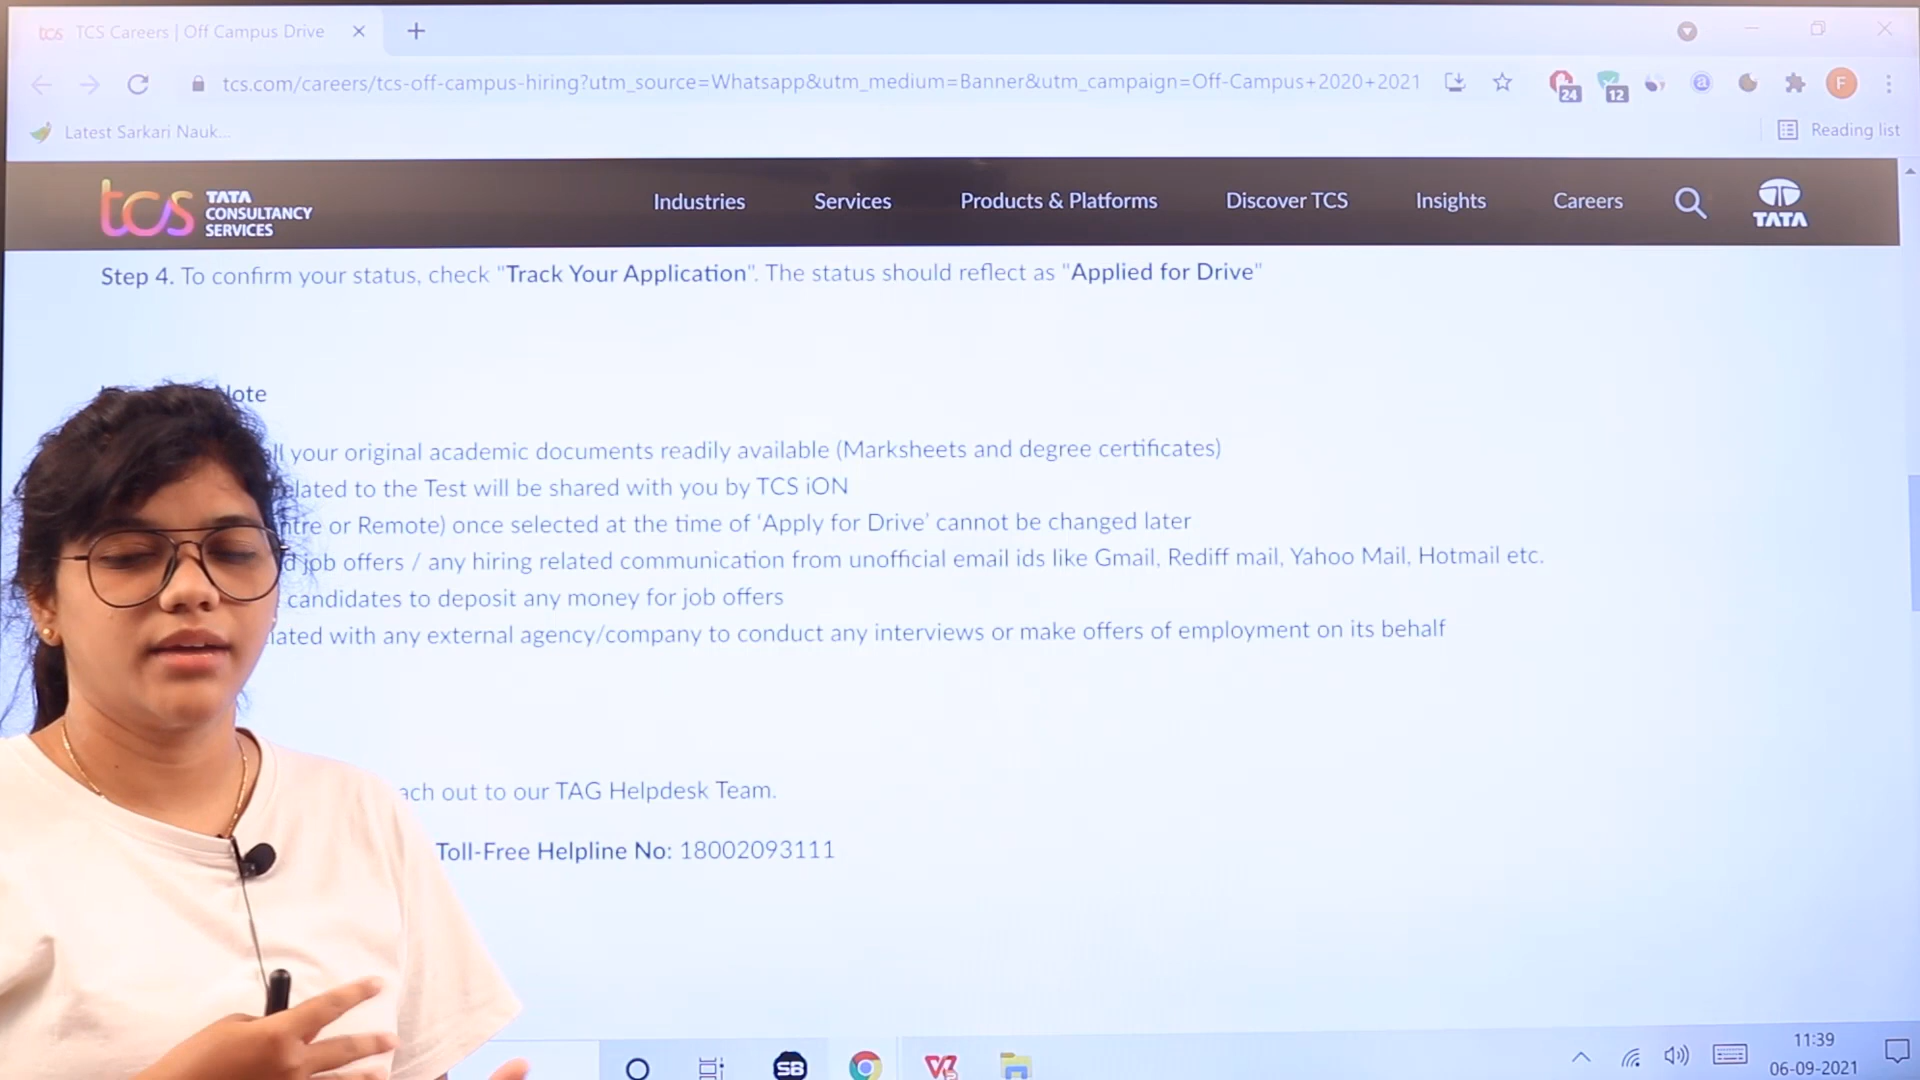 tcs TCS Careers | Off Campus Drive
tcs.com/careers/tcs-off-campus-hiring?utm_source=Whatsapp&utm_medium=Banner&utm_campaign=Off-Campus+2020+2021
24
12
a
F
Latest Sarkari Nauk...
Reading list
tcs TATA
CONSULTANCY
SERVICES
Industries
Services
Products & Platforms
Discover TCS
Insights
Careers
TATA
Step 4. To confirm your status, check "Track Your Application". The status should reflect as "Applied for Drive"
your original academic documents readily available (Marksheets and degree certificates)
to the Test will be shared with you by TCS iON
or Remote) once selected at the time of 'Apply for Drive' cannot be changed later
job offers / any hiring related communication from unofficial email ids like Gmail, Rediff mail, Yahoo Mail, Hotmail etc.
candidates to deposit any money for job offers
with any external agency/company to conduct any interviews or make offers of employment on its behalf
out to our TAG Helpdesk Team.
Toll-Free Helpline No: 18002093111
SB
11:39
06-09-2021